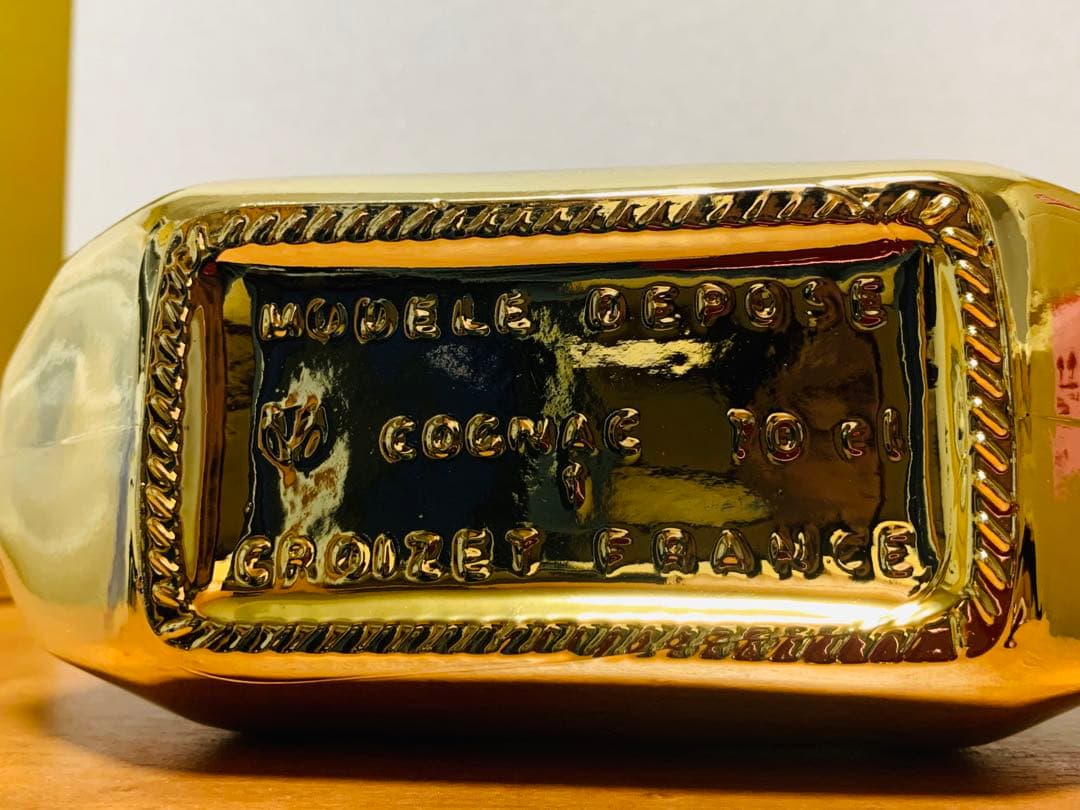 MODELE DEPOSE
COGNAC 70 cl
CROIZET FRANCE